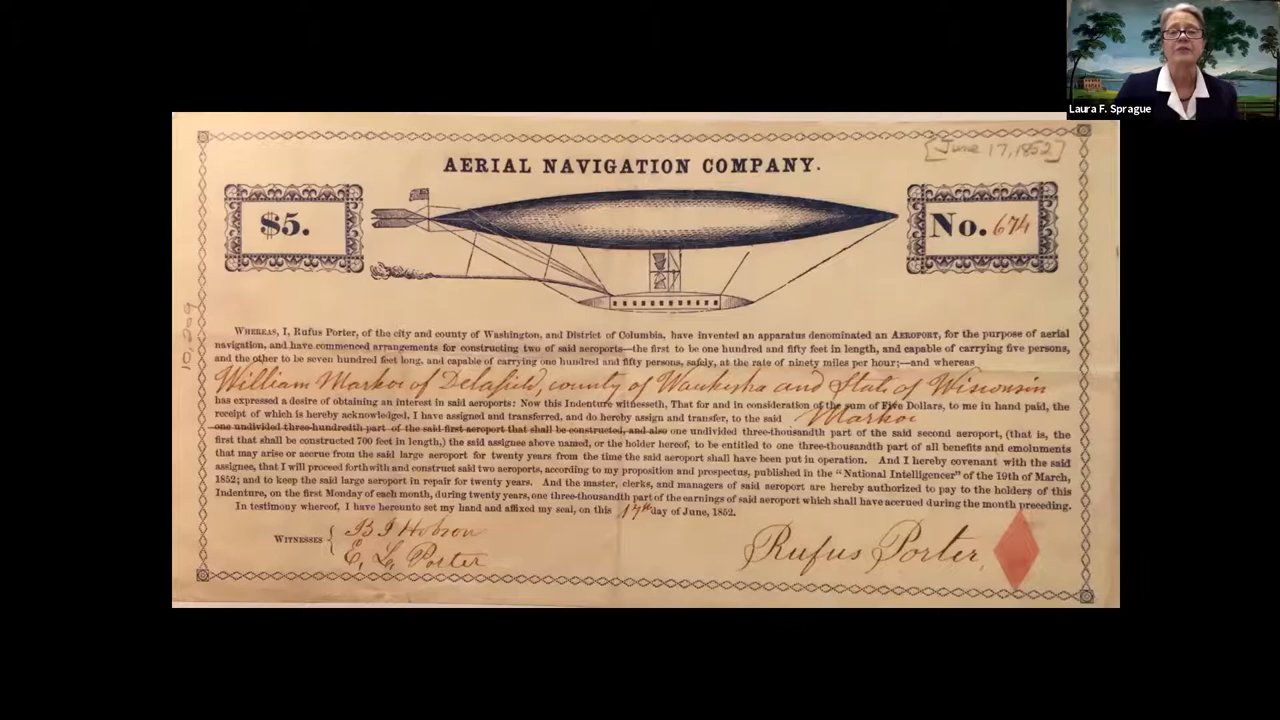 Laura F. Sprague
[June 17, 1852]
AERIAL NAVIGATION COMPANY.
$5.
No. 674
10,209
WHEREAS, I, Rufus Porter, of the city and county of Washington, and District of Columbia, have invented an apparatus denominated an AEROPORT, for the purpose of aerial
navigation, and have commenced arrangements for constructing two of said aeroports—the first to be one hundred and fifty feet in length, and capable of carrying five persons,
and the other to be seven hundred feet long, and capable of carrying one hundred and fifty persons, safely, at the rate of ninety miles per hour;—and whereas
William Markoe of Delafield, county of Waukesha and State of Wisconsin
has expressed a desire of obtaining an interest in said aeroports: Now this Indenture witnesseth, That for and in consideration of the sum of Five Dollars, to me in hand paid, the
receipt of which is hereby acknowledged, I have assigned and transferred, and do hereby assign and transfer, to the said Markoe
one undivided three-hundredth part of the said first aeroport that shall be constructed, and also one undivided three-thousandth part of the said second aeroport, (that is, the
first that shall be constructed 700 feet in length,) the said assignee above named, or the holder hereof, to be entitled to one three-thousandth part of all benefits and emoluments
that may arise or accrue from the said large aeroport for twenty years from the time the said aeroport shall have been put in operation. And I hereby covenant with the said
assignee, that I will proceed forthwith and construct said two aeroports, according to my proposition and prospectus, published in the "National Intelligencer" of the 19th of March,
1852; and to keep the said large aeroport in repair for twenty years. And the master, clerks, and managers of said aeroport are hereby authorized to pay to the holders of this
Indenture, on the first Monday of each month, during twenty years, one three-thousandth part of the earnings of said aeroport which shall have accrued during the month preceding.
In testimony whereof, I have hereunto set my hand and affixed my seal, on this 17th day of June, 1852.
WITNESSES { B I Hobson
E. L. Porter
Rufus Porter.